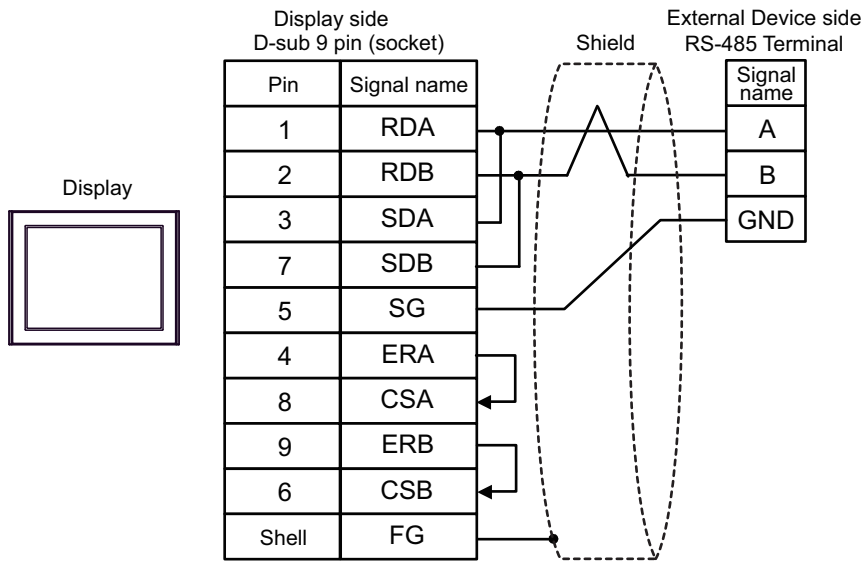 Display side
D-sub 9 pin (socket)
Shield
External Device side
RS-485 Terminal
Display
Pin Signal name
1 RDA
2 RDB
3 SDA
7 SDB
5 SG
4 ERA
8 CSA
9 ERB
6 CSB
Shell FG
Signal
name
A
B
GND